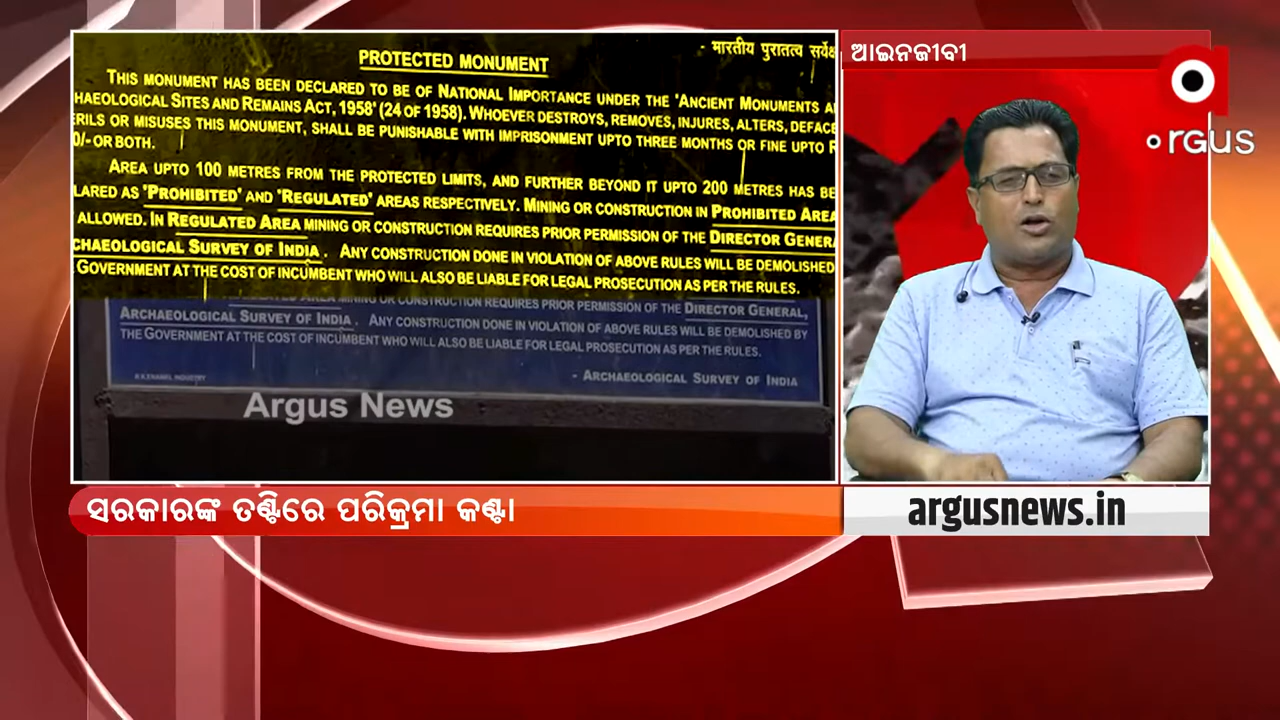 - भारतीय पुरातत्व सर्वेक्ष
PROTECTED MONUMENT
THIS MONUMENT HAS BEEN DECLARED TO BE OF NATIONAL IMPORTANCE UNDER THE 'ANCIENT MONUMENTS A
HAEOLOGICAL SITES AND REMAINS ACT, 1958' (24 OF 1958). WHOEVER DESTROYS, REMOVES, INJURES, ALTERS, DEFACE
ERILS OR MISUSES THIS MONUMENT, SHALL BE PUNISHABLE WITH IMPRISONMENT UPTO THREE MONTHS OR FINE UPTO R
0/- OR BOTH.
AREA UPTO 100 METRES FROM THE PROTECTED LIMITS, AND FURTHER BEYOND IT UPTO 200 METRES HAS BE
LARED AS 'PROHIBITED' AND 'REGULATED' AREAS RESPECTIVELY. MINING OR CONSTRUCTION IN PROHIBITED AREA
ALLOWED. IN REGULATED AREA MINING OR CONSTRUCTION REQUIRES PRIOR PERMISSION OF THE DIRECTOR GENERA
CHAEOLOGICAL SURVEY OF INDIA. ANY CONSTRUCTION DONE IN VIOLATION OF ABOVE RULES WILL BE DEMOLISHED
GOVERNMENT AT THE COST OF INCUMBENT WHO WILL ALSO BE LIABLE FOR LEGAL PROSECUTION AS PER THE RULES.
MINING OR CONSTRUCTION REQUIRES PRIOR PERMISSION OF THE DIRECTOR GENERAL,
ARCHAEOLOGICAL SURVEY OF INDIA. ANY CONSTRUCTION DONE IN VIOLATION OF ABOVE RULES WILL BE DEMOLISHED BY
THE GOVERNMENT AT THE COST OF INCUMBENT WHO WILL ALSO BE LIABLE FOR LEGAL PROSECUTION AS PER THE RULES.
- ARCHAEOLOGICAL SURVEY OF INDIA
Argus News
ଆଇନଜୀବୀ
argus
ସରକାରଙ୍କ ତଣ୍ଟିରେ ପରିକ୍ରମା କଣ୍ଟା
argusnews.in